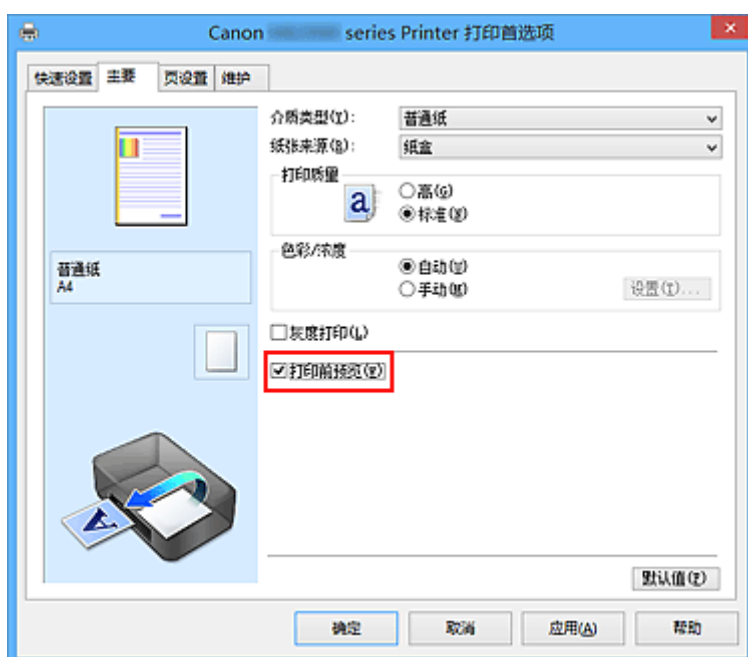 Canon series Printer 打印首选项
快速设置 主要 页设置 维护
介质类型(Y): 普通纸
纸张来源(B): 纸盒
打印质量
a
高(G)
标准(X)
色彩/浓度
自动(U)
手动(M)
设置(T)...
普通纸
A4
灰度打印(L)
打印前预览(P)
A
默认值(F)
确定 取消 应用(A) 帮助